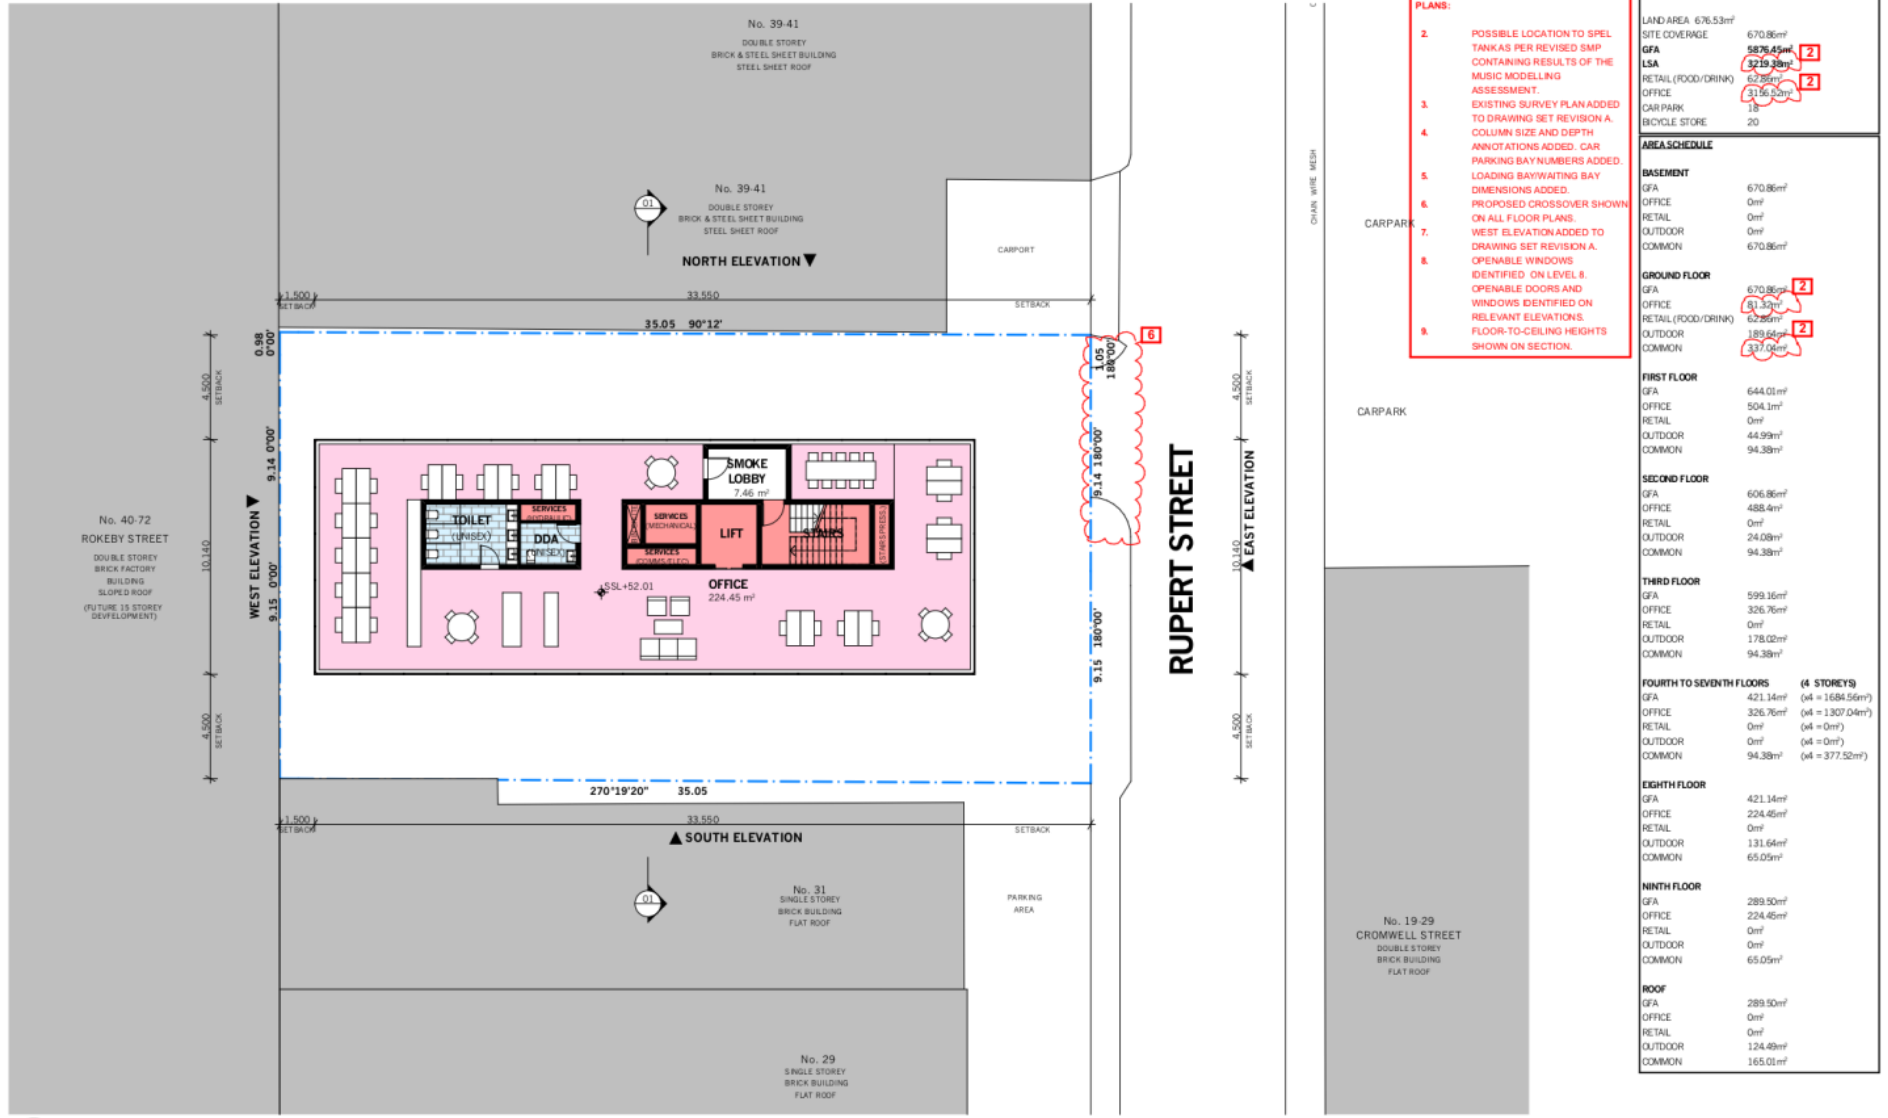 No. 39-41
DOUBLE STOREY
BRICK & STEEL SHEET BUILDING
STEEL SHEET ROOF
No. 39-41
DOUBLE STOREY
BRICK & STEEL SHEET BUILDING
STEEL SHEET ROOF
01
NORTH ELEVATION
CARPORT
1,500
SETBACK
33,550
SETBACK
35.05 90°12'
0.98
0°00'
4,500
SETBACK
9.14 0°00'
WEST ELEVATION
10,140
9.15 0°00'
4,500
SETBACK
No. 40-72
ROKEBY STREET
DOUBLE STOREY
BRICK FACTORY
BUILDING
SLOPED ROOF
(FUTURE 15 STOREY
DEVFELOPMENT)
SMOKE
LOBBY
7.46 m²
TOILET
(UNISEX)
SERVICES
(HYDRAULIC)
DDA
(UNISEX)
SERVICES
(MECHANICAL)
SERVICES
(COMMS/ELEC)
LIFT
STAIRS
(STAIRS PRESS)
SSL+52.01
OFFICE
224.45 m²
6
1.05
180°00'
9.14 180°00'
9.15 180°00'
RUPERT STREET
4,500
SETBACK
EAST ELEVATION
10,140
4,500
SETBACK
270°19'20" 35.05
1,500
SETBACK
33,550
SETBACK
SOUTH ELEVATION
01
No. 31
SINGLE STOREY
BRICK BUILDING
FLAT ROOF
PARKING
AREA
No. 29
SINGLE STOREY
BRICK BUILDING
FLAT ROOF
CHAIN WIRE MESH
CARPARK
CARPARK
No. 19-29
CROMWELL STREET
DOUBLE STOREY
BRICK BUILDING
FLAT ROOF
PLANS:
2. POSSIBLE LOCATION TO SPEL
TANK AS PER REVISED SMP
CONTAINING RESULTS OF THE
MUSIC MODELLING
ASSESSMENT.
3. EXISTING SURVEY PLAN ADDED
TO DRAWING SET REVISION A.
4. COLUMN SIZE AND DEPTH
ANNOTATIONS ADDED. CAR
PARKING BAY NUMBERS ADDED.
5. LOADING BAY/WAITING BAY
DIMENSIONS ADDED.
6. PROPOSED CROSSOVER SHOWN
ON ALL FLOOR PLANS.
7. WEST ELEVATION ADDED TO
DRAWING SET REVISION A.
8. OPENABLE WINDOWS
IDENTIFIED ON LEVEL 8.
OPENABLE DOORS AND
WINDOWS IDENTIFIED ON
RELEVANT ELEVATIONS.
9. FLOOR-TO-CEILING HEIGHTS
SHOWN ON SECTION.
LAND AREA 676.53m²
SITE COVERAGE 670.86m²
GFA 5876.45m² 2
LSA 3219.38m²
RETAIL (FOOD/DRINK) 62.86m² 2
OFFICE 3156.52m²
CAR PARK 18
BICYCLE STORE 20
AREA SCHEDULE
BASEMENT
GFA 670.86m²
OFFICE 0m²
RETAIL 0m²
OUTDOOR 0m²
COMMON 670.86m²
GROUND FLOOR
GFA 670.86m² 2
OFFICE 81.32m²
RETAIL (FOOD/DRINK) 62.86m²
OUTDOOR 189.64m² 2
COMMON 337.04m²
FIRST FLOOR
GFA 644.01m²
OFFICE 504.1m²
RETAIL 0m²
OUTDOOR 44.99m²
COMMON 94.38m²
SECOND FLOOR
GFA 606.86m²
OFFICE 488.4m²
RETAIL 0m²
OUTDOOR 24.08m²
COMMON 94.38m²
THIRD FLOOR
GFA 599.16m²
OFFICE 326.76m²
RETAIL 0m²
OUTDOOR 178.02m²
COMMON 94.38m²
FOURTH TO SEVENTH FLOORS (4 STOREYS)
GFA 421.14m² (x4 = 1684.56m²)
OFFICE 326.76m² (x4 = 1307.04m²)
RETAIL 0m² (x4 = 0m²)
OUTDOOR 0m² (x4 = 0m²)
COMMON 94.38m² (x4 = 377.52m²)
EIGHTH FLOOR
GFA 421.14m²
OFFICE 224.45m²
RETAIL 0m²
OUTDOOR 131.64m²
COMMON 65.05m²
NINTH FLOOR
GFA 289.50m²
OFFICE 224.45m²
RETAIL 0m²
OUTDOOR 0m²
COMMON 65.05m²
ROOF
GFA 289.50m²
OFFICE 0m²
RETAIL 0m²
OUTDOOR 124.49m²
COMMON 165.01m²